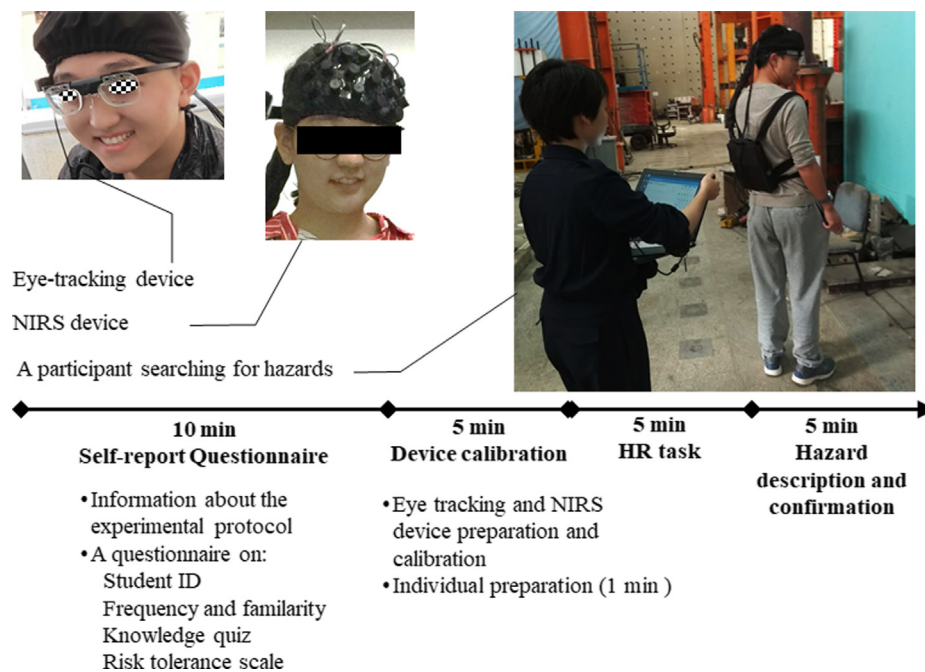 Eye-tracking device
NIRS device
A participant searching for hazards
10 min
Self-report Questionnaire
•Information about the
experimental protocol
•A questionnaire on:
Student ID
Frequency and familarity
Knowledge quiz
Risk tolerance scale
5 min
Device calibration
•Eye tracking and NIRS
device preparation and
calibration
•Individual preparation (1 min )
5 min
HR task
5 min
Hazard
description and
confirmation